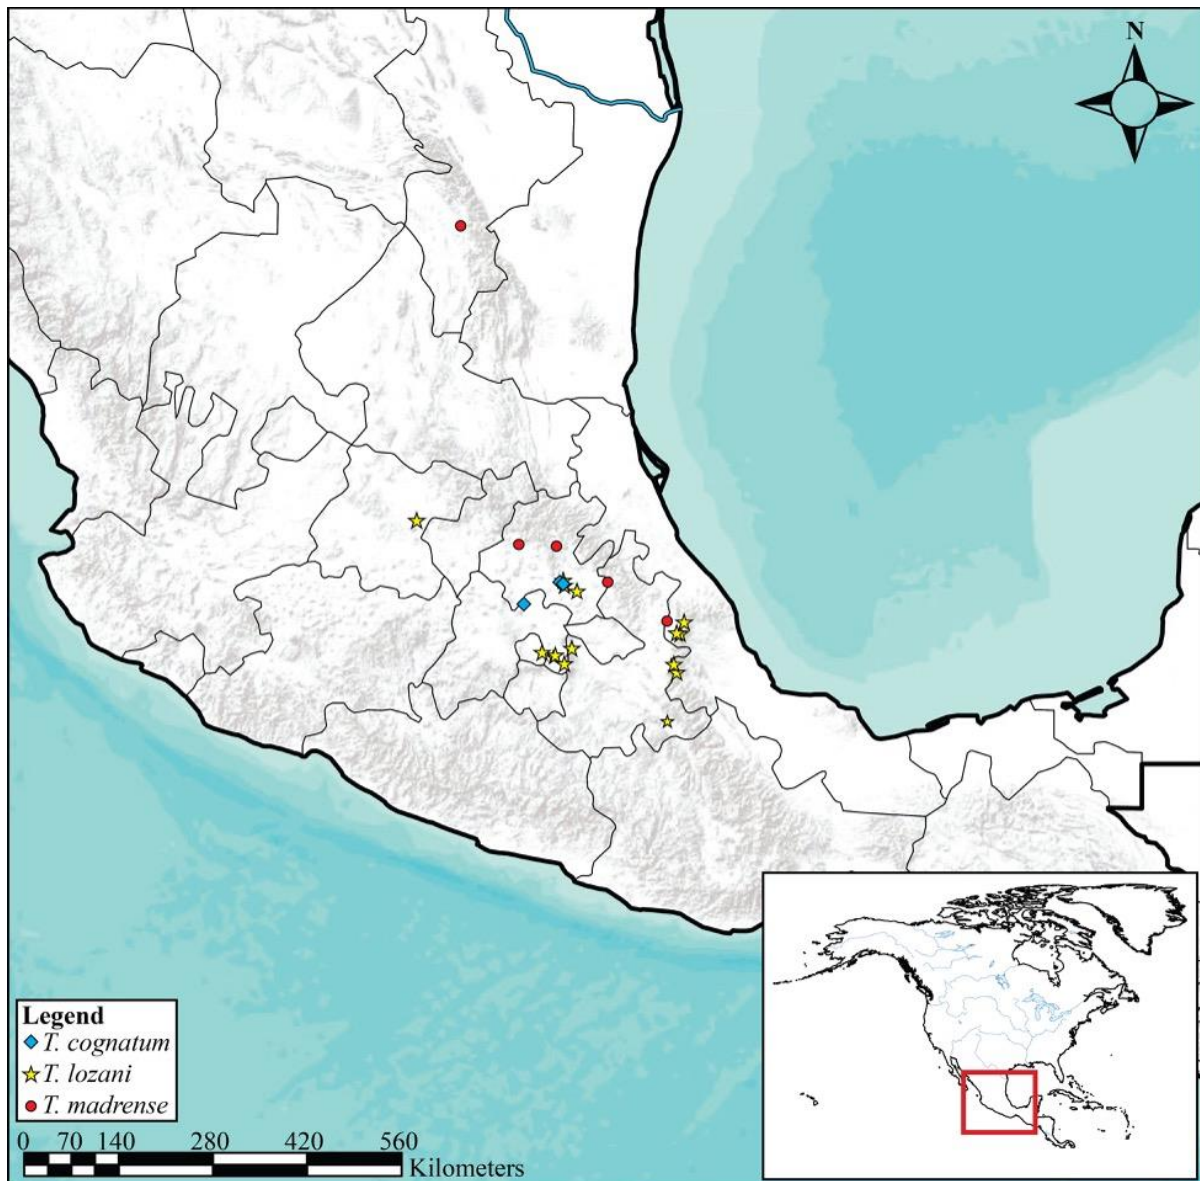 N
Legend
T. cognatum
T. lozani
T. madrense
0 70 140 280 420 560
Kilometers